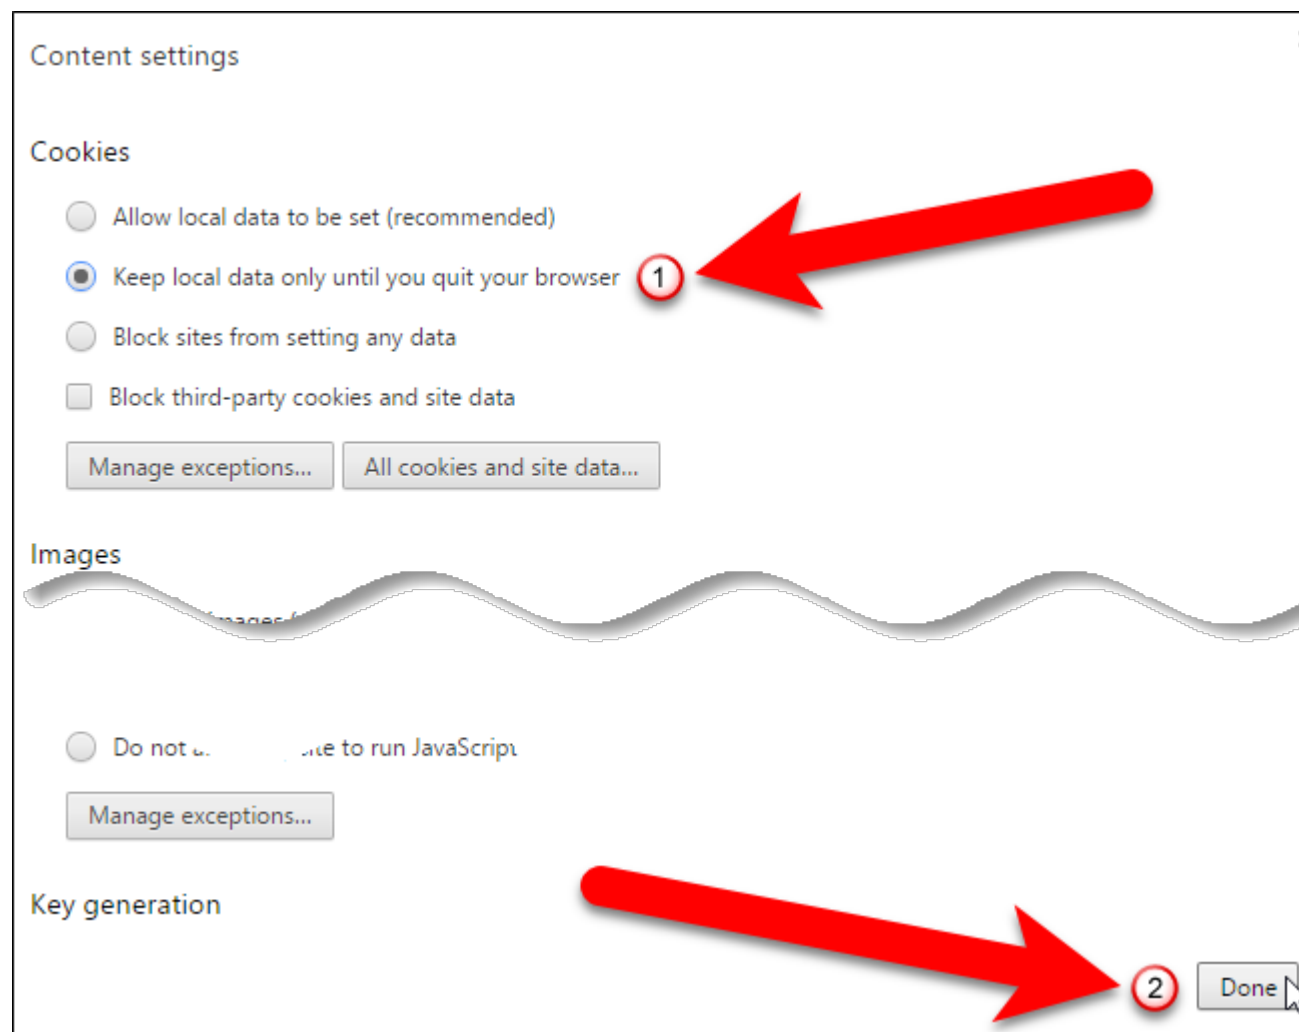 Content settings
Cookies
Allow local data to be set (recommended)
Keep local data only until you quit your browser 1
Block sites from setting any data
Block third-party cookies and site data
Manage exceptions... All cookies and site data...
Images
Do not to run JavaScript
Manage exceptions...
Key generation
2 Done